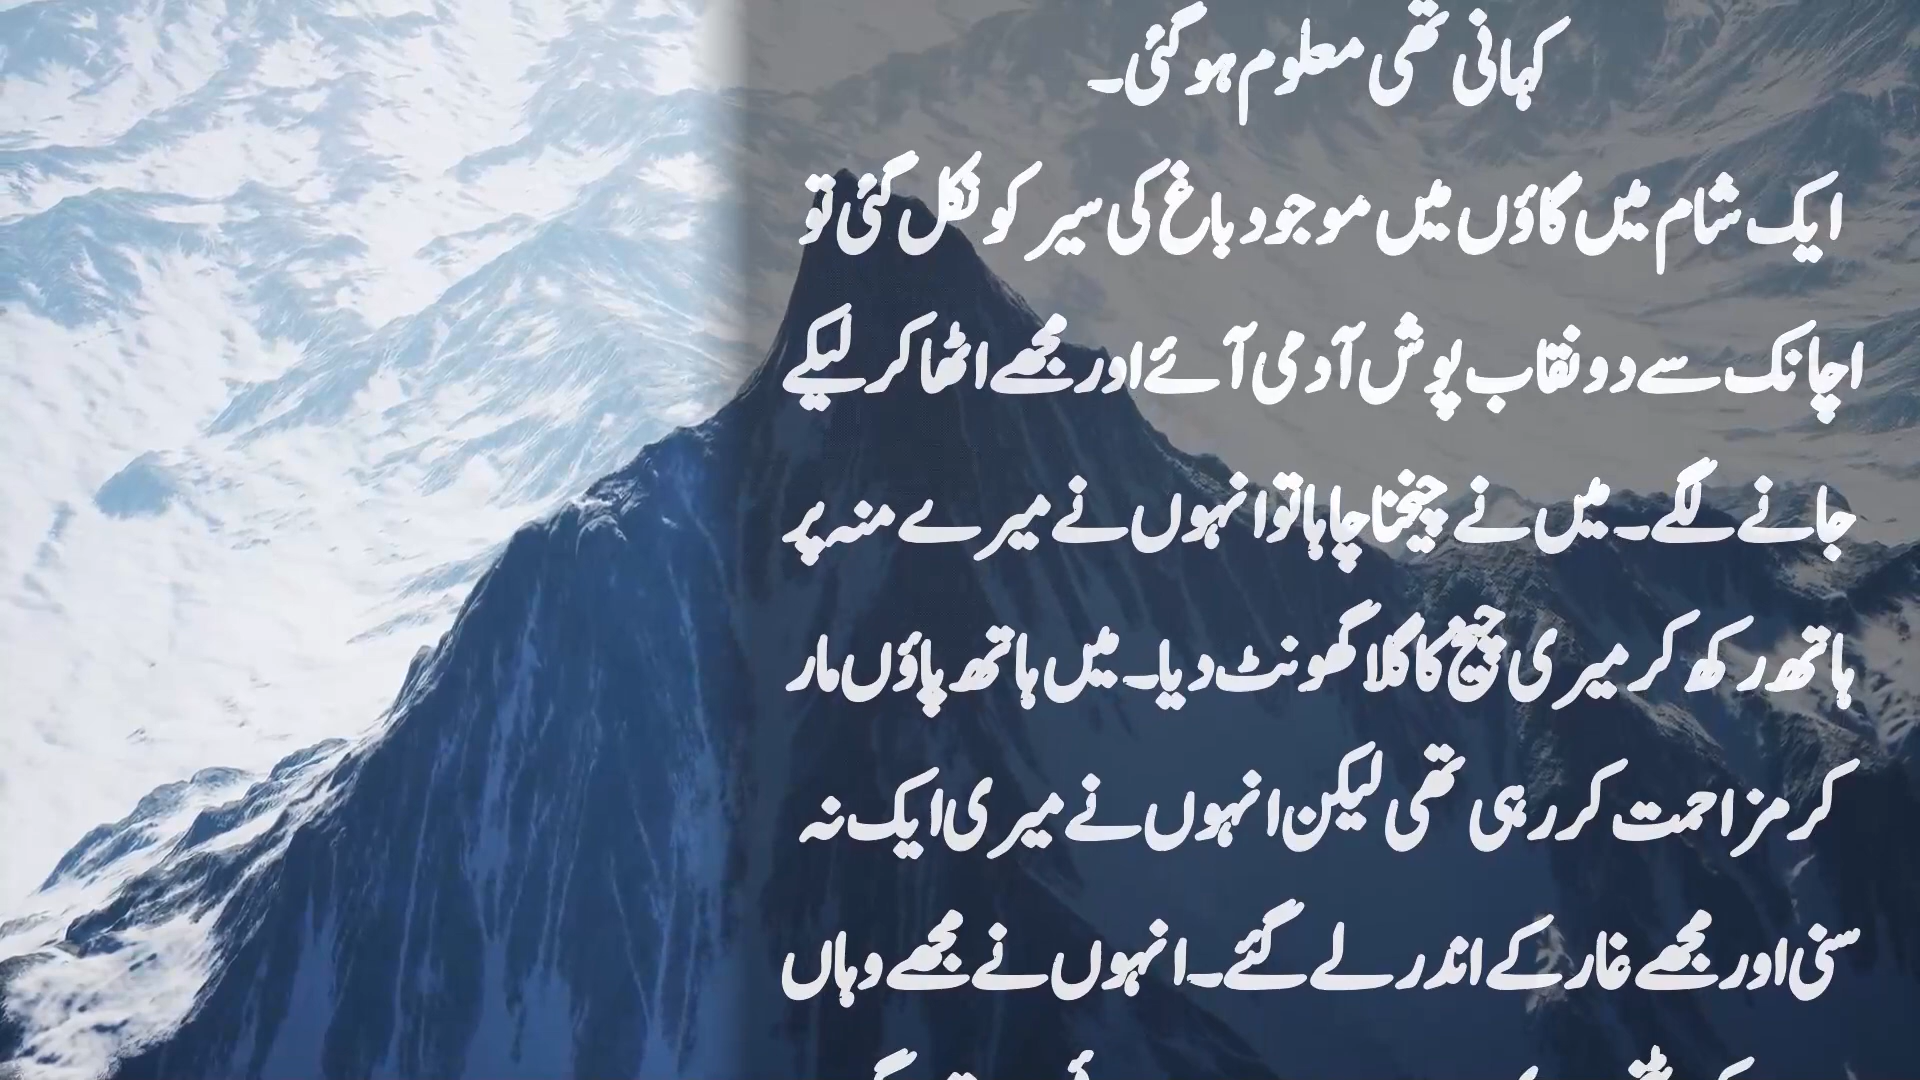 کہانی تھی معلوم ہو گئی۔
ایک شام میں گاؤں میں موجود باغ کی سیر کو نکل گئی تو
اچانک سے دو نقاب پوش آدمی آئے اور مجھے اٹھا کر لیکے
جانے لگے۔ میں نے چیخنا چاہا تو انہوں نے میرے منہ پر
ہاتھ رکھ کر میری چیخ کا گلا گھونٹ دیا۔ میں ہاتھ پاؤں مار
کر مزاحمت کر رہی تھی لیکن انہوں نے میری ایک نہ
سنی اور مجھے غار کے اندر لے گئے۔ انہوں نے مجھے وہاں